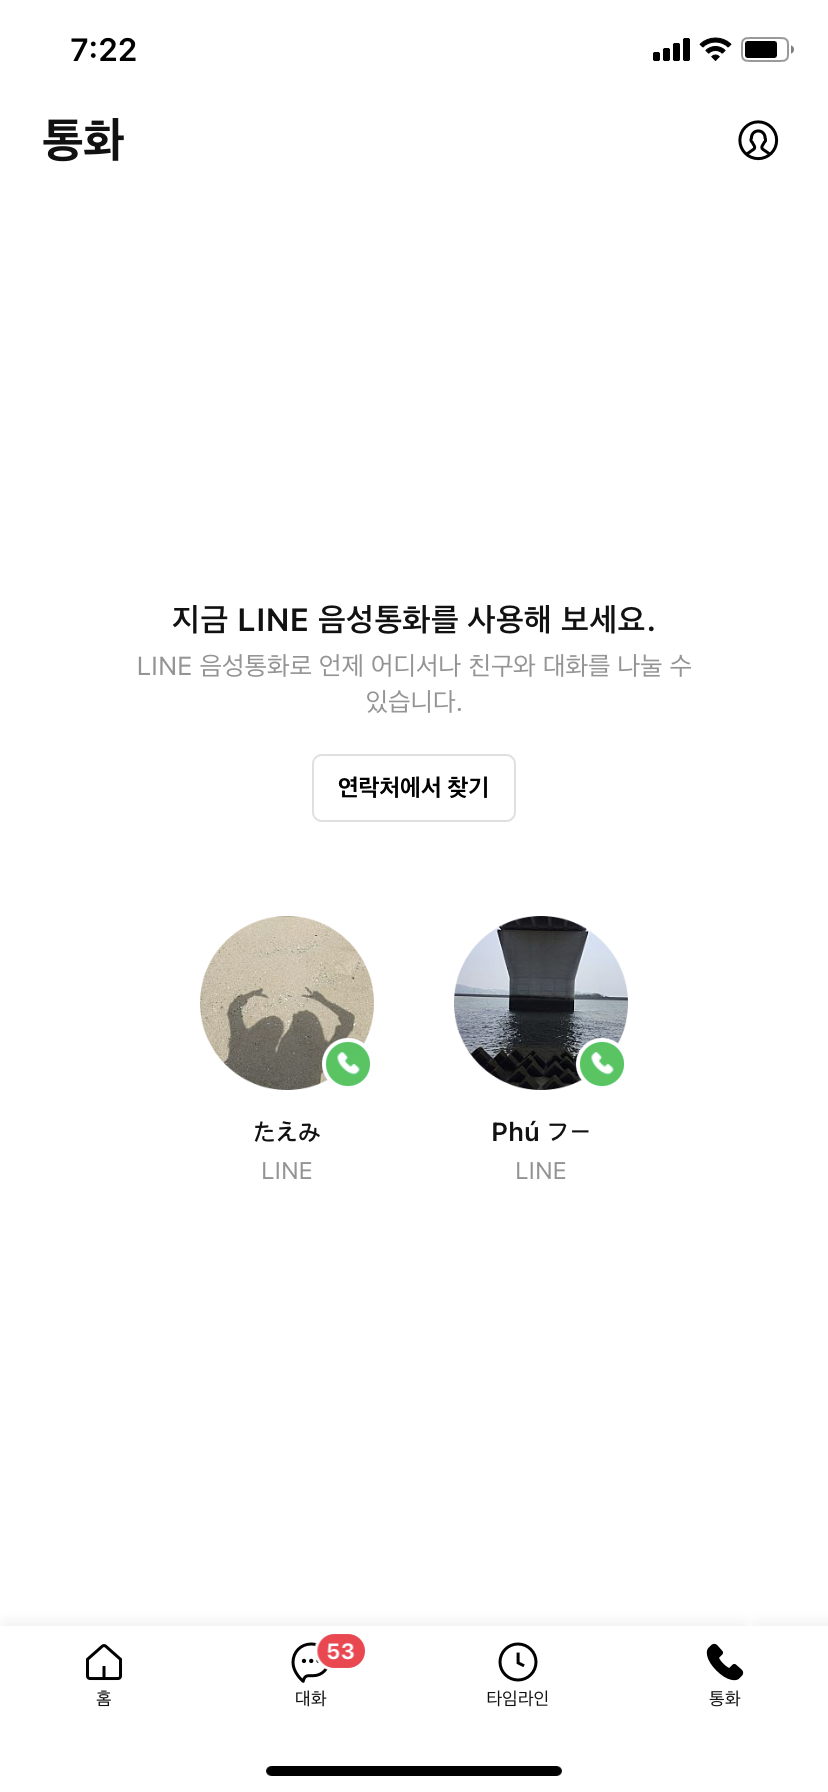 7:22
통화
지금 LINE 음성통화를 사용해 보세요.
LINE 음성통화로 언제 어디서나 친구와 대화를 나눌 수
있습니다.
연락처에서 찾기
たえみ
Phú フー
LINE
LINE
53
홈
대화
타임라인
통화